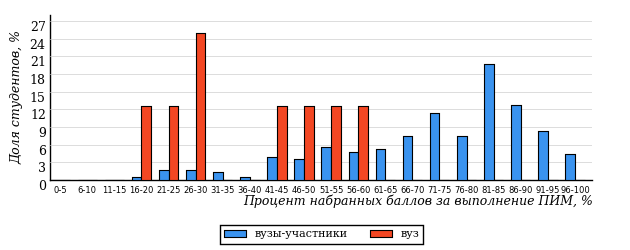 27
24
21
18
15
12
9
6
3
0
Доля студентов, %
0-5 6-10 11-15 16-20 21-25 26-30 31-35 36-40 41-45 46-50 51-55 56-60 61-65 66-70 71-75 76-80 81-85 86-90 91-95 96-100
Процент набранных баллов за выполнение ПИМ, %
вузы-участники вуз